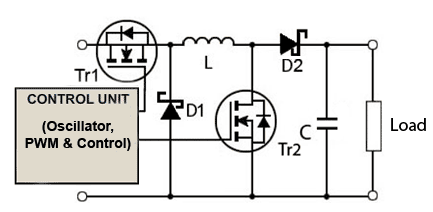 Tr1
L
D2
CONTROL UNIT
(Oscillator,
PWM & Control)
D1
Tr2
C
Load